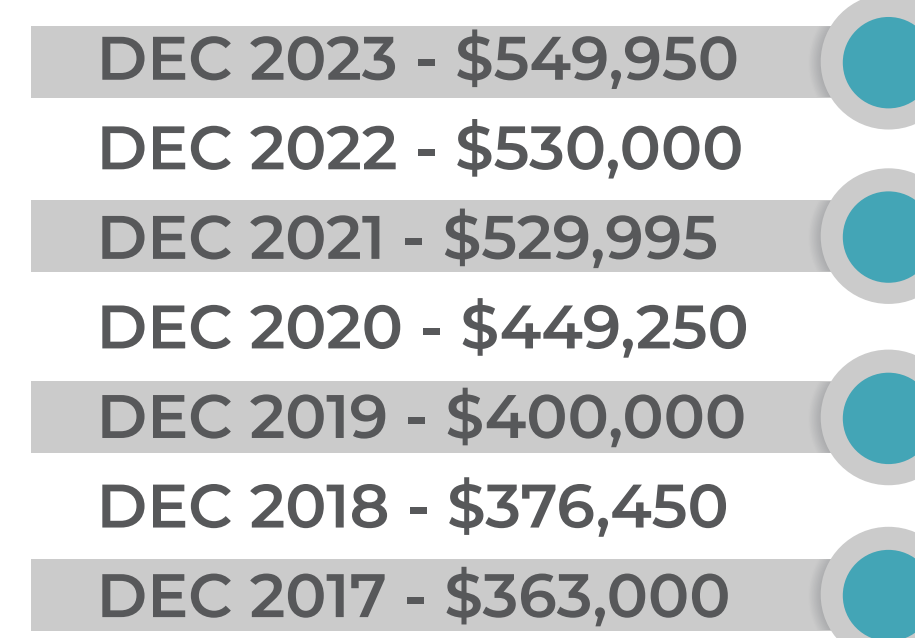 DEC 2023 - $549,950
DEC 2022 - $530,000
DEC 2021 - $529,995
DEC 2020 - $449,250
DEC 2019 - $400,000
DEC 2018 - $376,450
DEC 2017 - $363,000